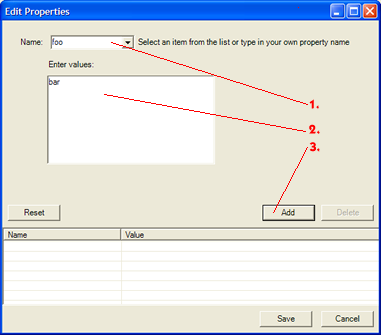 Edit Properties
Name: foo Select an item from the list or type in your own property name
Enter values:
bar
1.
2.
3.
Reset Add Delete
Name Value
Save Cancel